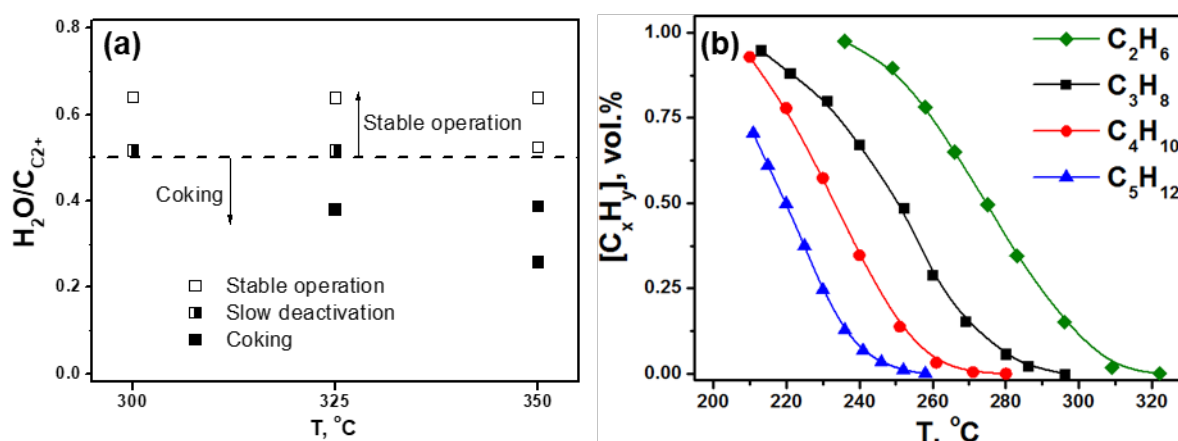 (a)
H₂O/C_C2+
0.8
0.6
0.4
0.2
0.0
Stable operation
Coking
Stable operation
Slow deactivation
Coking
300
325
350
T, °C
(b)
[CₓHᵧ], vol.%
1.00
0.75
0.50
0.25
0.00
C₂H₆
C₃H₈
C₄H₁₀
C₅H₁₂
200
220
240
260
280
300
320
T, °C